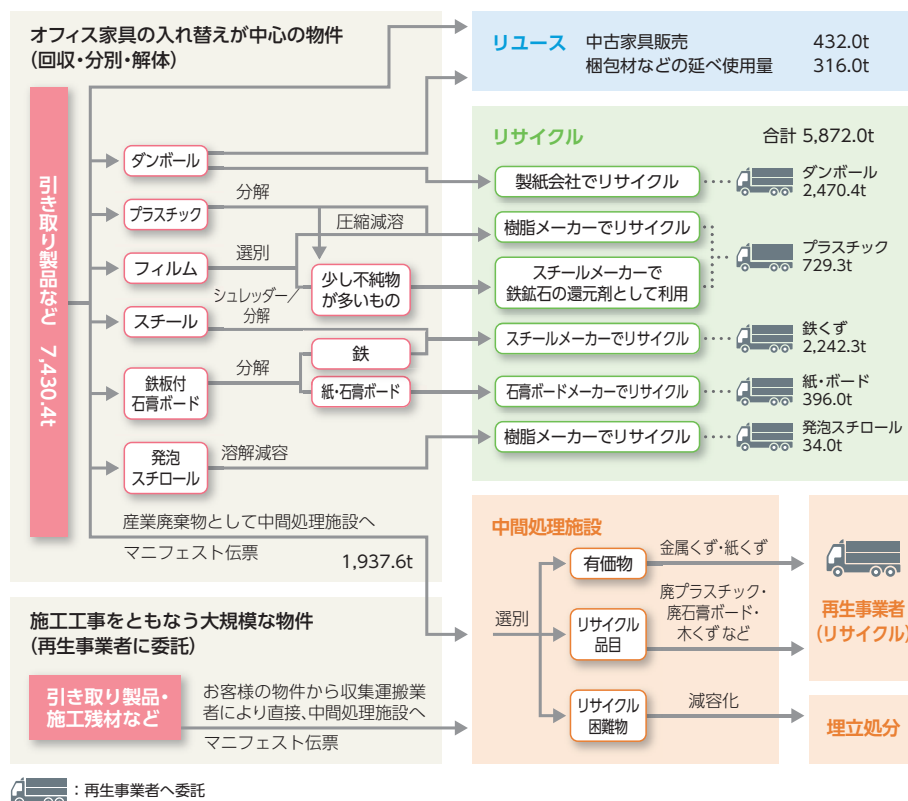 オフィス家具の入れ替えが中心の物件
(回収・分別・解体)
引き取り製品など 7,430.4t
ダンボール
プラスチック
分解
圧縮減容
フィルム
選別
少し不純物
が多いもの
スチール
シュレッダー/
分解
鉄板付
石膏ボード
分解
鉄
紙・石膏ボード
発泡
スチロール
溶解減容
産業廃棄物として中間処理施設へ
マニフェスト伝票
1,937.6t
リユース 中古家具販売 432.0t
梱包材などの延べ使用量 316.0t
リサイクル 合計 5,872.0t
製紙会社でリサイクル
ダンボール
2,470.4t
樹脂メーカーでリサイクル
スチールメーカーで
鉄鉱石の還元剤として利用
プラスチック
729.3t
スチールメーカーでリサイクル
鉄くず
2,242.3t
石膏ボードメーカーでリサイクル
紙・ボード
396.0t
樹脂メーカーでリサイクル
発泡スチロール
34.0t
施工工事をともなう大規模な物件
(再生事業者に委託)
引き取り製品・
施工残材など
お客様の物件から収集運搬業
者により直接、中間処理施設へ
マニフェスト伝票
中間処理施設
選別
有価物
金属くず・紙くず
リサイクル
品目
廃プラスチック・
廃石膏ボード・
木くずなど
リサイクル
困難物
減容化
再生事業者
(リサイクル)
埋立処分
:再生事業者へ委託